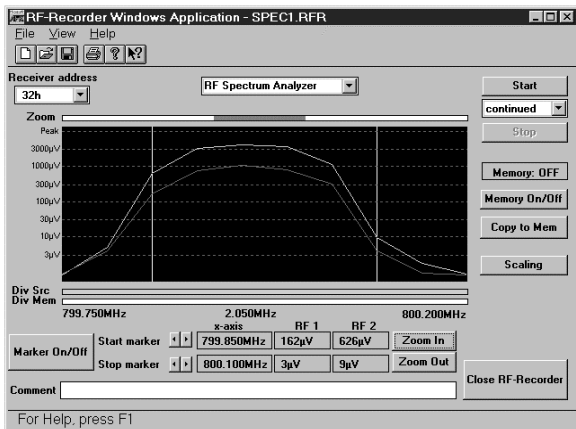 RF-Recorder Windows Application - SPEC1.RFR
File View Help
Receiver address
32h
RF Spectrum Analyzer
Start
continued
Stop
Zoom
Peak
3000µV
1000µV
300µV
100µV
30µV
10µV
3µV
Memory: OFF
Memory On/Off
Copy to Mem
Scaling
Div Src
Div Mem
799.750MHz 2.050MHz 800.200MHz
x-axis RF 1 RF 2
Marker On/Off
Start marker 799.850MHz 162µV 626µV Zoom In
Stop marker 800.100MHz 3µV 9µV Zoom Out
Close RF-Recorder
Comment
For Help, press F1